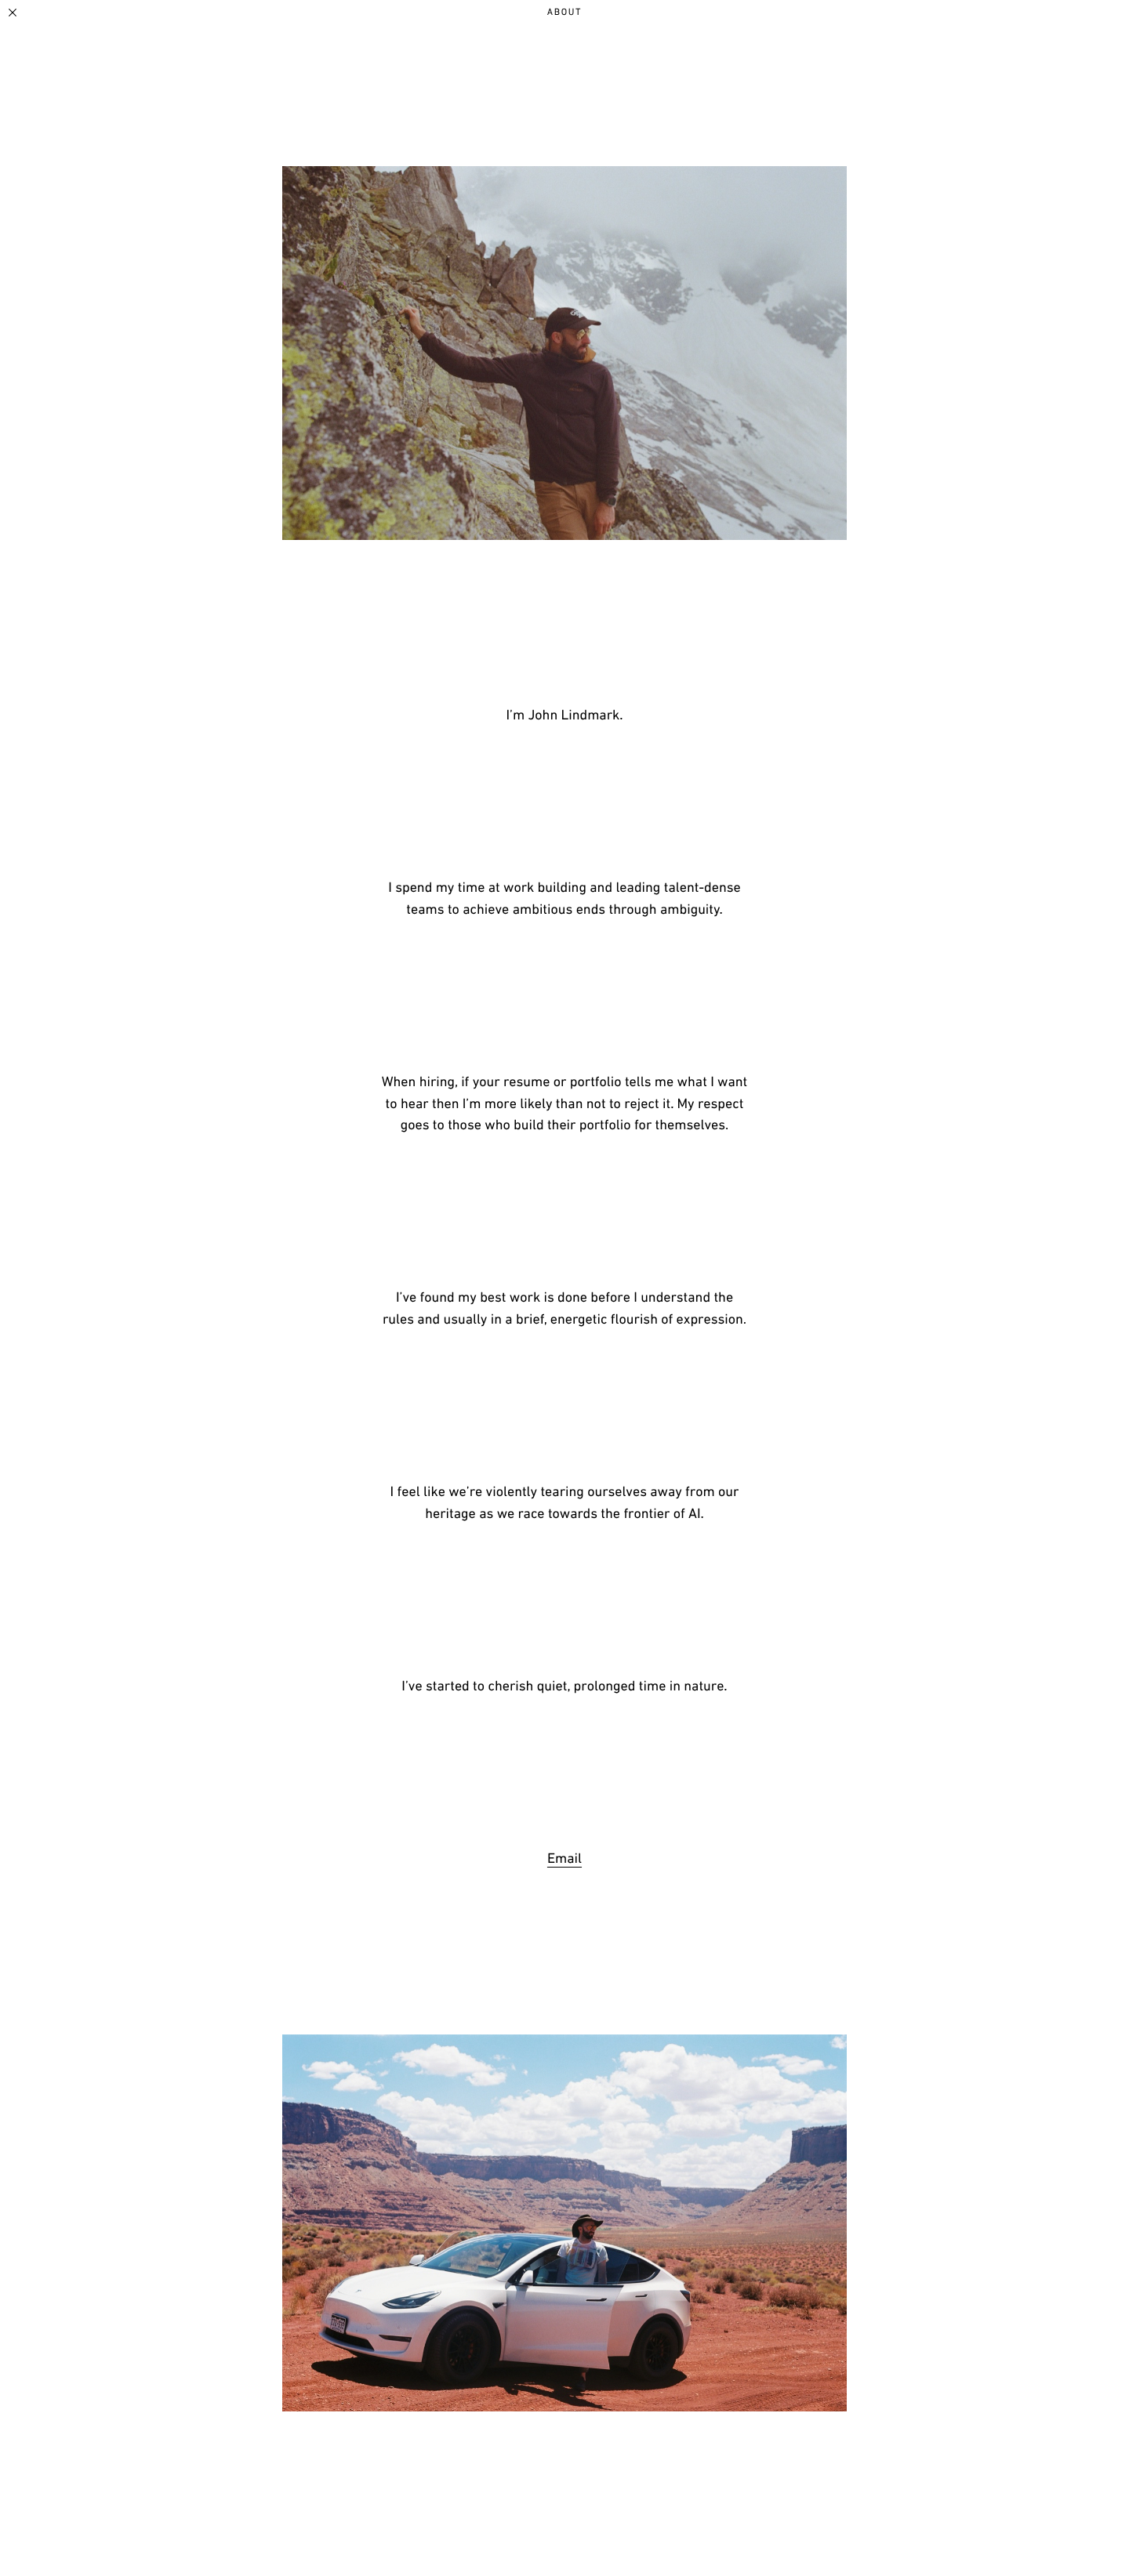 ABOUT
I’m John Lindmark.
I spend my time at work building and leading talent-dense
teams to achieve ambitious ends through ambiguity.
When hiring, if your resume or portfolio tells me what I want
to hear then I’m more likely than not to reject it. My respect
goes to those who build their portfolio for themselves.
I’ve found my best work is done before I understand the
rules and usually in a brief, energetic flourish of expression.
I feel like we’re violently tearing ourselves away from our
heritage as we race towards the frontier of AI.
I’ve started to cherish quiet, prolonged time in nature.
Email